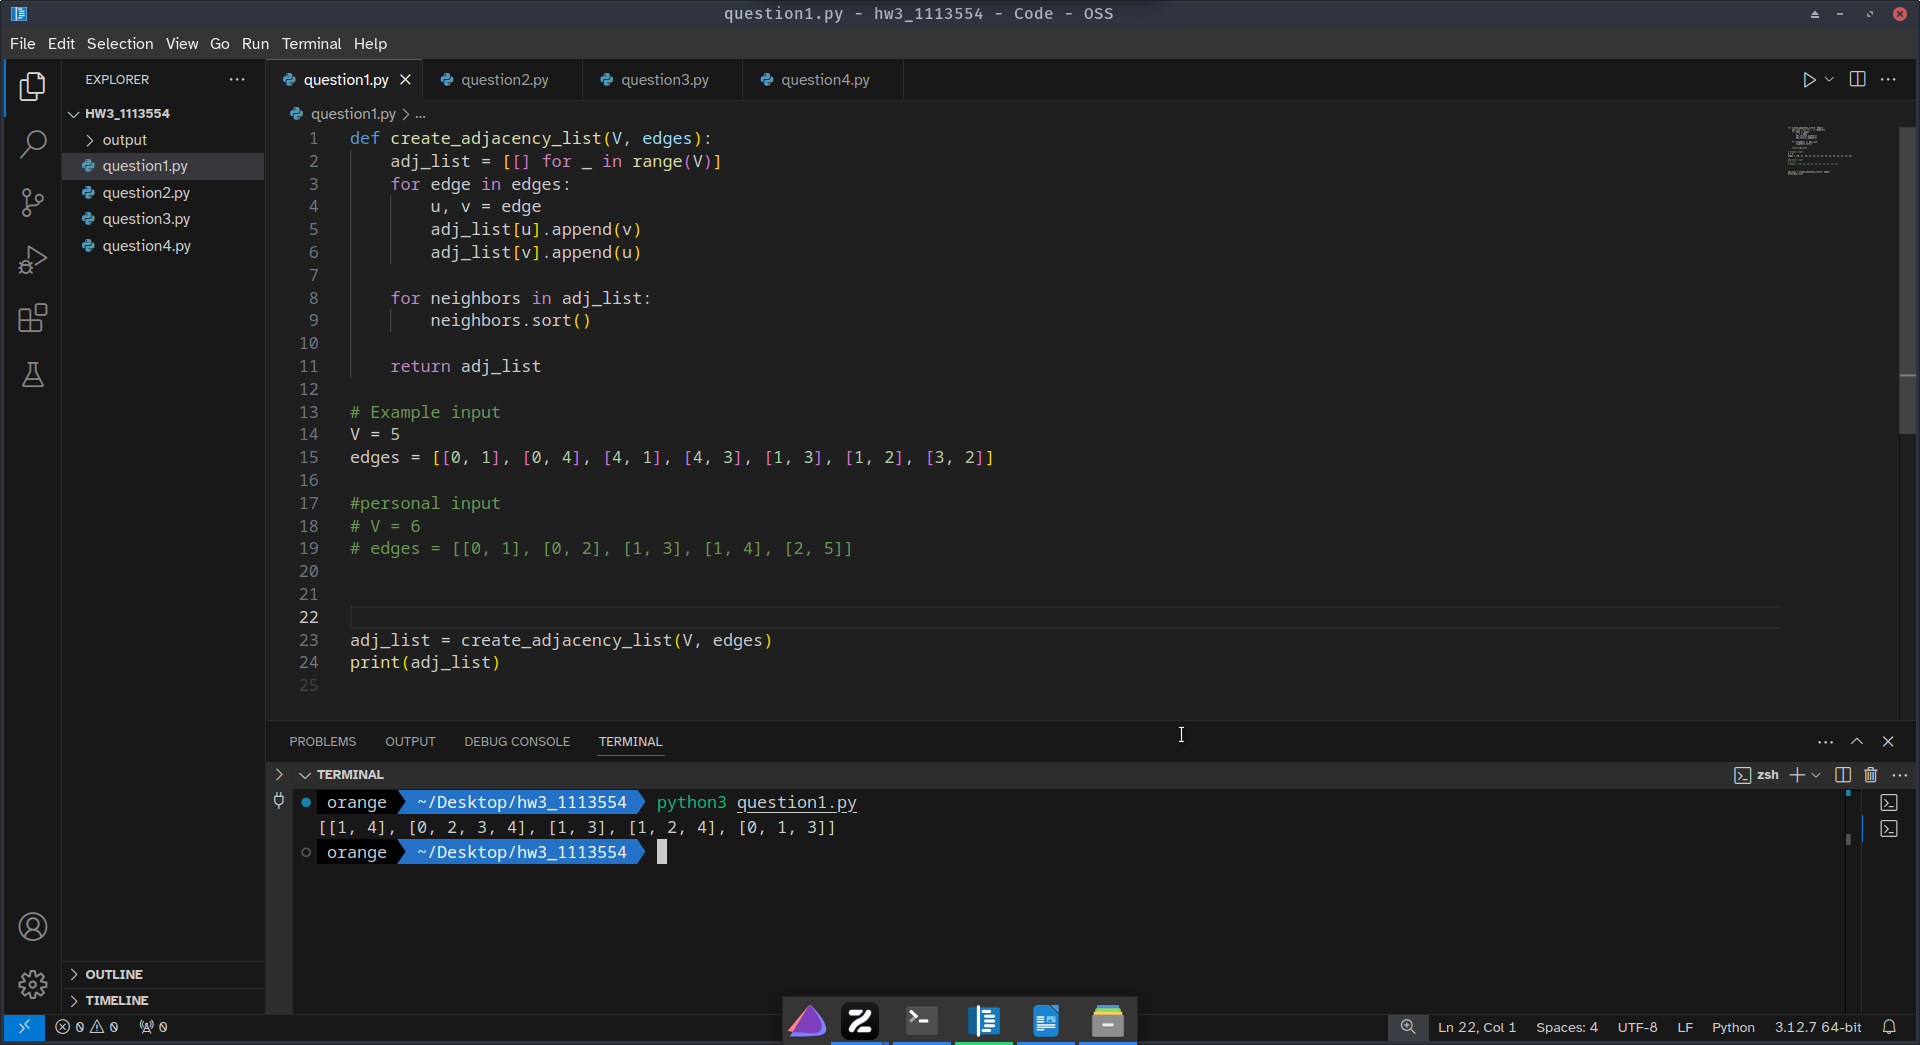 question1.py - hw3_1113554 - Code - OSS
File Edit Selection View Go Run Terminal Help
EXPLORER
HW3_1113554
output
question1.py
question2.py
question3.py
question4.py
OUTLINE
TIMELINE
question1.py question2.py question3.py question4.py
question1.py > ...
1 def create_adjacency_list(V, edges):
2     adj_list = [[] for _ in range(V)]
3     for edge in edges:
4         u, v = edge
5         adj_list[u].append(v)
6         adj_list[v].append(u)
7
8     for neighbors in adj_list:
9         neighbors.sort()
10
11     return adj_list
12
13 # Example input
14 V = 5
15 edges = [[0, 1], [0, 4], [4, 1], [4, 3], [1, 3], [1, 2], [3, 2]]
16
17 #personal input
18 # V = 6
19 # edges = [[0, 1], [0, 2], [1, 3], [1, 4], [2, 5]]
20
21
22
23 adj_list = create_adjacency_list(V, edges)
24 print(adj_list)
25
PROBLEMS OUTPUT DEBUG CONSOLE TERMINAL
TERMINAL
zsh
orange ~/Desktop/hw3_1113554 python3 question1.py
[[1, 4], [0, 2, 3, 4], [1, 3], [1, 2, 4], [0, 1, 3]]
orange ~/Desktop/hw3_1113554
0 0 0
Ln 22, Col 1 Spaces: 4 UTF-8 LF Python 3.12.7 64-bit